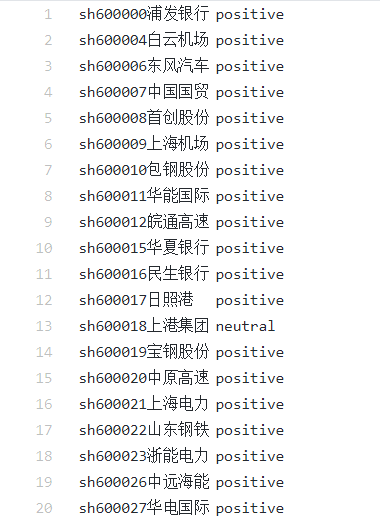 1 sh600000浦发银行 positive
2 sh600004白云机场 positive
3 sh600006东风汽车 positive
4 sh600007中国国贸 positive
5 sh600008首创股份 positive
6 sh600009上海机场 positive
7 sh600010包钢股份 positive
8 sh600011华能国际 positive
9 sh600012皖通高速 positive
10 sh600015华夏银行 positive
11 sh600016民生银行 positive
12 sh600017日照港 positive
13 sh600018上港集团 neutral
14 sh600019宝钢股份 positive
15 sh600020中原高速 positive
16 sh600021上海电力 positive
17 sh600022山东钢铁 positive
18 sh600023浙能电力 positive
19 sh600026中远海能 positive
20 sh600027华电国际 positive